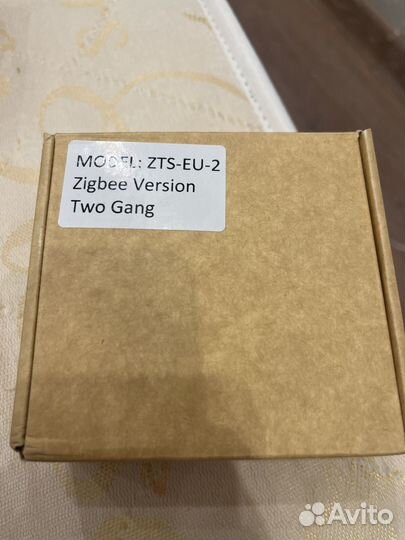 MODEL: ZTS-EU-2
Zigbee Version
Two Gang
Avito